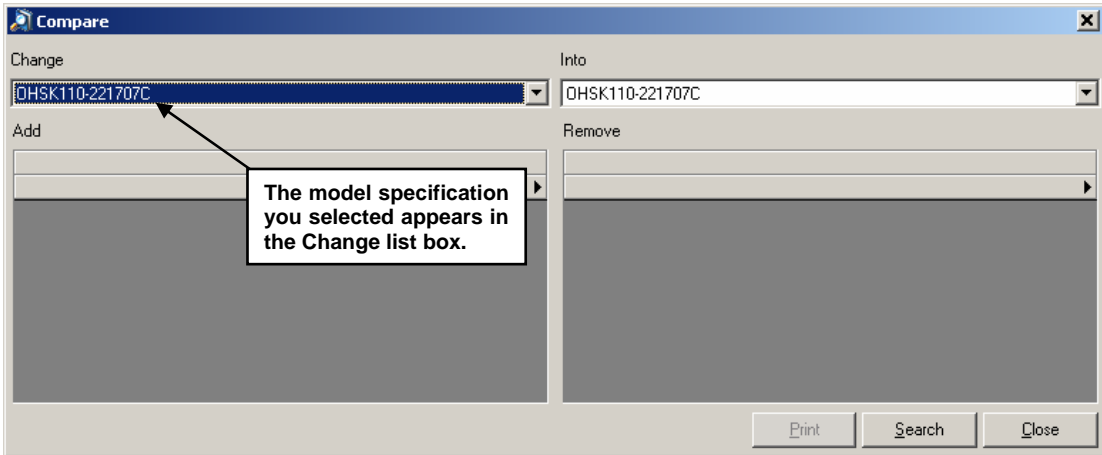 Compare
Change
Into
OHSK110-221707C
OHSK110-221707C
Add
Remove
The model specification
you selected appears in
the Change list box.
Print
Search
Close